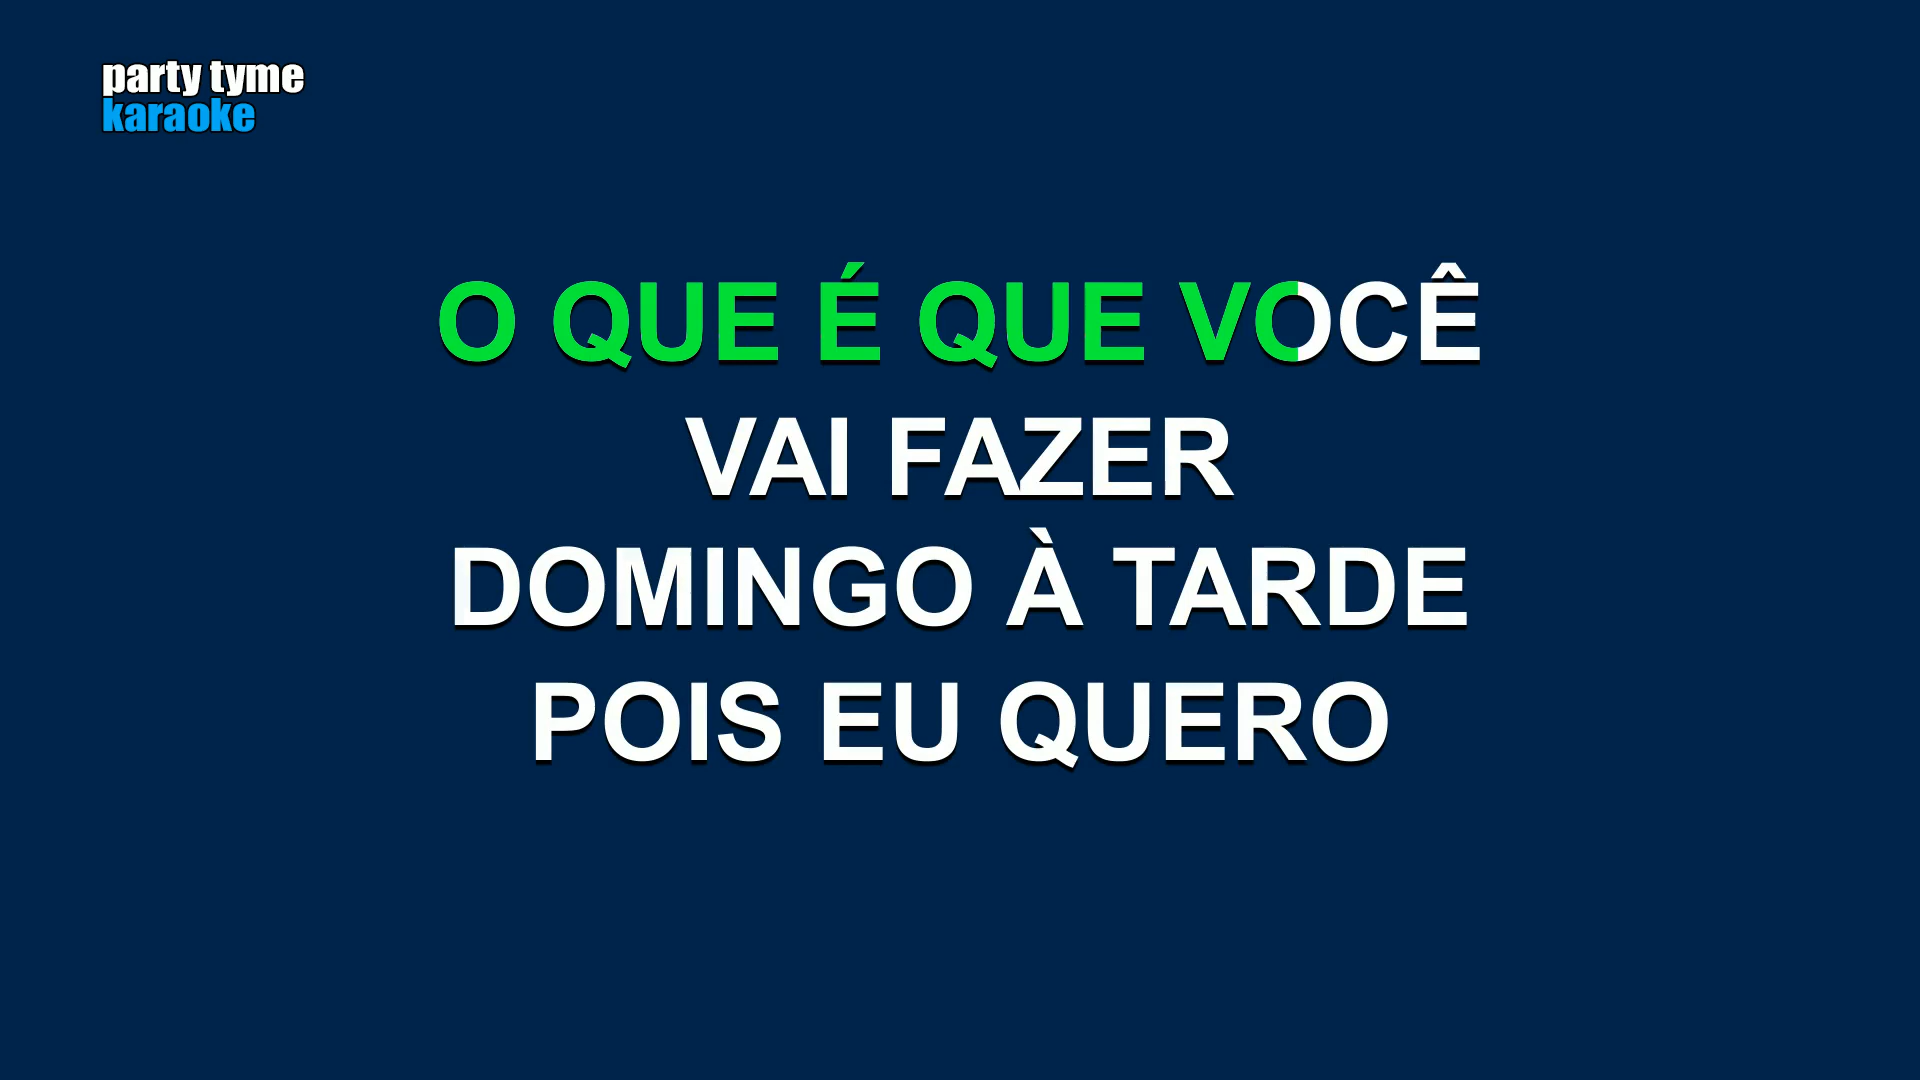 party tyme
karaoke
O QUE É QUE VOCÊ
VAI FAZER
DOMINGO À TARDE
POIS EU QUERO